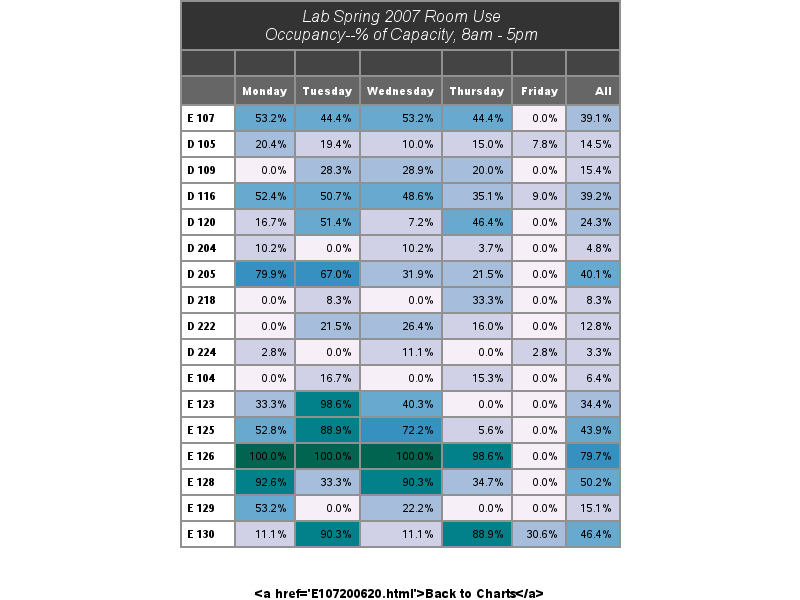 Lab Spring 2007 Room Use
Occupancy--% of Capacity, 8am - 5pm
Monday Tuesday Wednesday Thursday Friday All
E 107 53.2% 44.4% 53.2% 44.4% 0.0% 39.1%
D 105 20.4% 19.4% 10.0% 15.0% 7.8% 14.5%
D 109 0.0% 28.3% 28.9% 20.0% 0.0% 15.4%
D 116 52.4% 50.7% 48.6% 35.1% 9.0% 39.2%
D 120 16.7% 51.4% 7.2% 46.4% 0.0% 24.3%
D 204 10.2% 0.0% 10.2% 3.7% 0.0% 4.8%
D 205 79.9% 67.0% 31.9% 21.5% 0.0% 40.1%
D 218 0.0% 8.3% 0.0% 33.3% 0.0% 8.3%
D 222 0.0% 21.5% 26.4% 16.0% 0.0% 12.8%
D 224 2.8% 0.0% 11.1% 0.0% 2.8% 3.3%
E 104 0.0% 16.7% 0.0% 15.3% 0.0% 6.4%
E 123 33.3% 98.6% 40.3% 0.0% 0.0% 34.4%
E 125 52.8% 88.9% 72.2% 5.6% 0.0% 43.9%
E 126 100.0% 100.0% 100.0% 98.6% 0.0% 79.7%
E 128 92.6% 33.3% 90.3% 34.7% 0.0% 50.2%
E 129 53.2% 0.0% 22.2% 0.0% 0.0% 15.1%
E 130 11.1% 90.3% 11.1% 88.9% 30.6% 46.4%
<a href='E107200620.html'>Back to Charts</a>